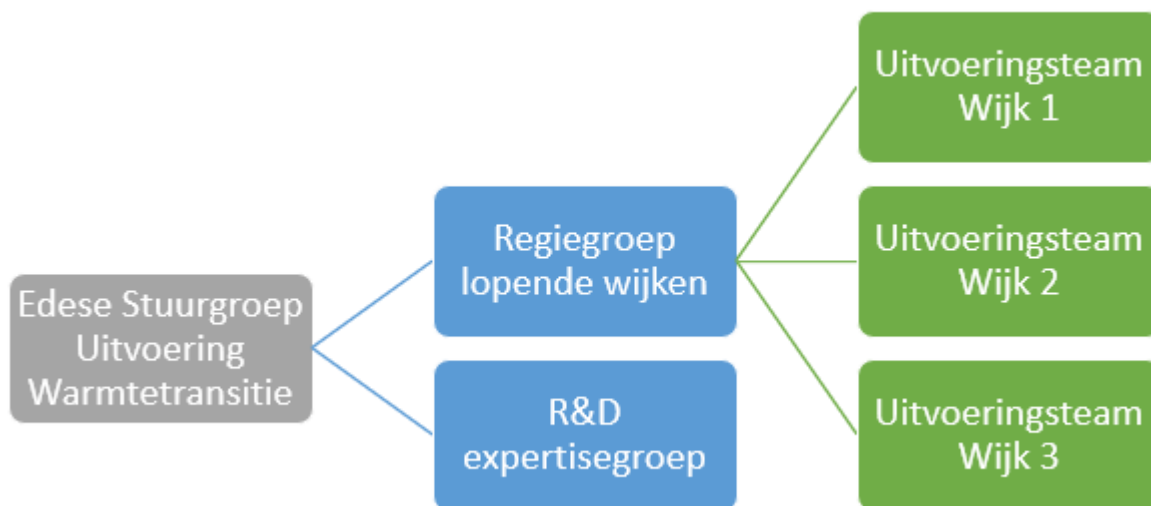 Edese Stuurgroep
Uitvoering
Warmtetransitie
Regiegroep
lopende wijken
R&D
expertisegroep
Uitvoeringsteam
Wijk 1
Uitvoeringsteam
Wijk 2
Uitvoeringsteam
Wijk 3